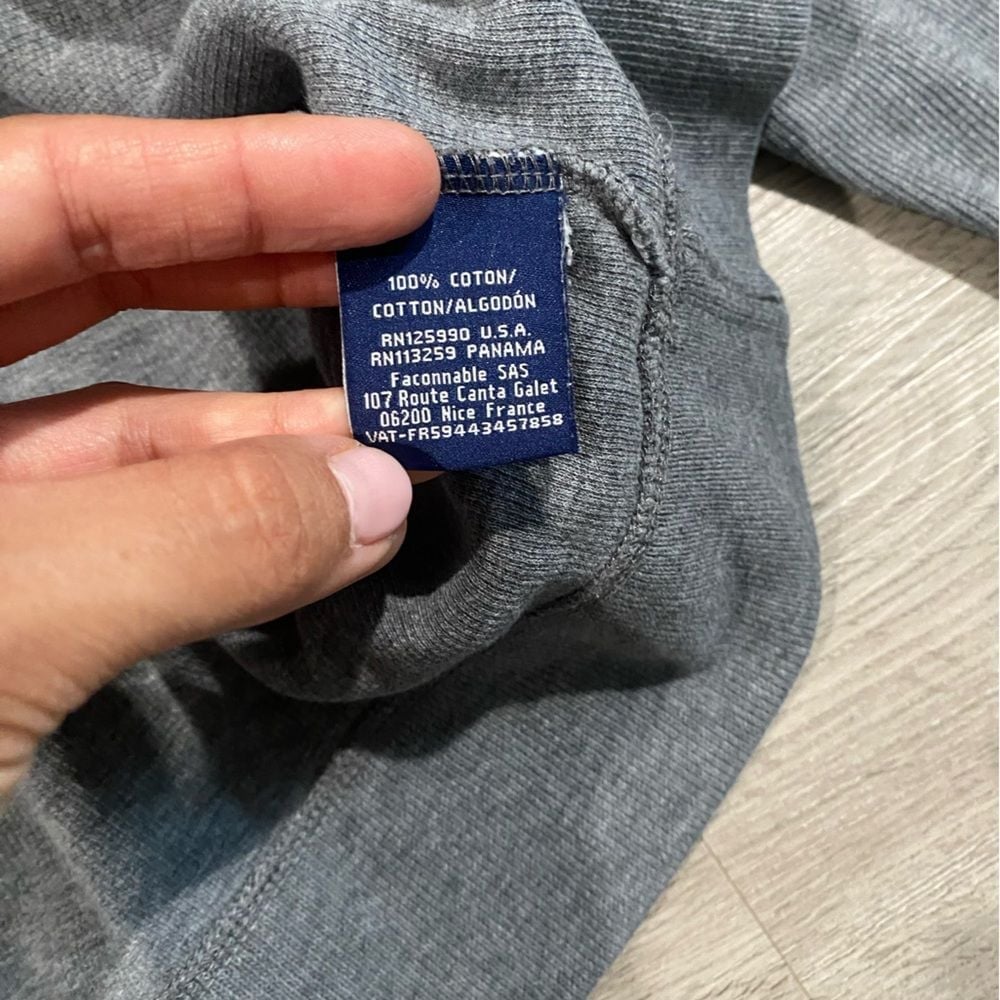 100% COTON/
COTTON/ALGODÓN
RN125990 U.S.A.
RN113259 PANAMA
Faconnable SAS
107 Route Canta Galet
06200 Nice France
VAT-FR59443457858